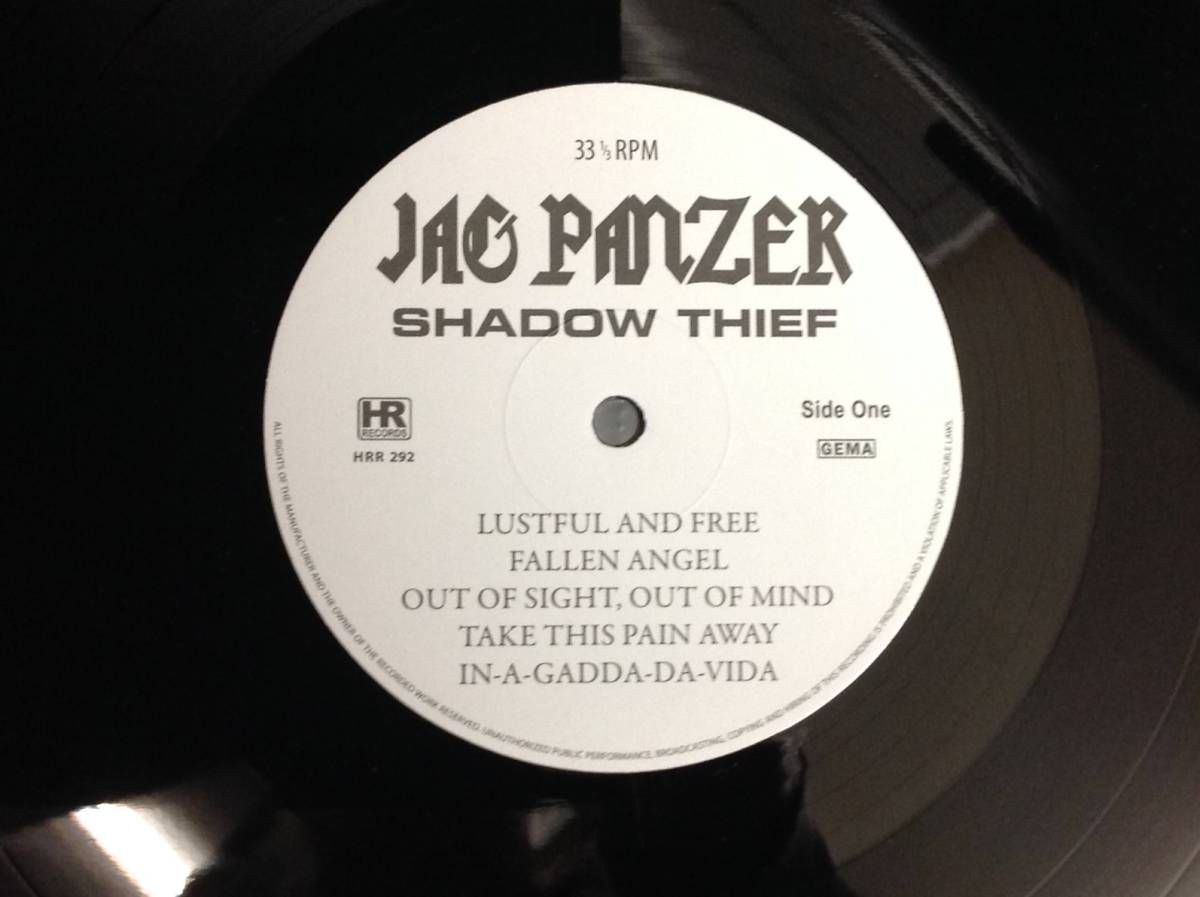 33 ⅓ RPM
JAG PANZER
SHADOW THIEF
HR
RECORDS
HRR 292
Side One
GEMA
LUSTFUL AND FREE
FALLEN ANGEL
OUT OF SIGHT, OUT OF MIND
TAKE THIS PAIN AWAY
IN-A-GADDA-DA-VIDA
ALL RIGHTS OF THE MANUFACTURER AND THE OWNER OF THE RECORDED WORK RESERVED. UNAUTHORIZED PUBLIC PERFORMANCE, BROADCASTING, COPYING AND HIRING OF THIS RECORDING IS PROHIBITED AND A VIOLATION OF APPLICABLE LAWS.